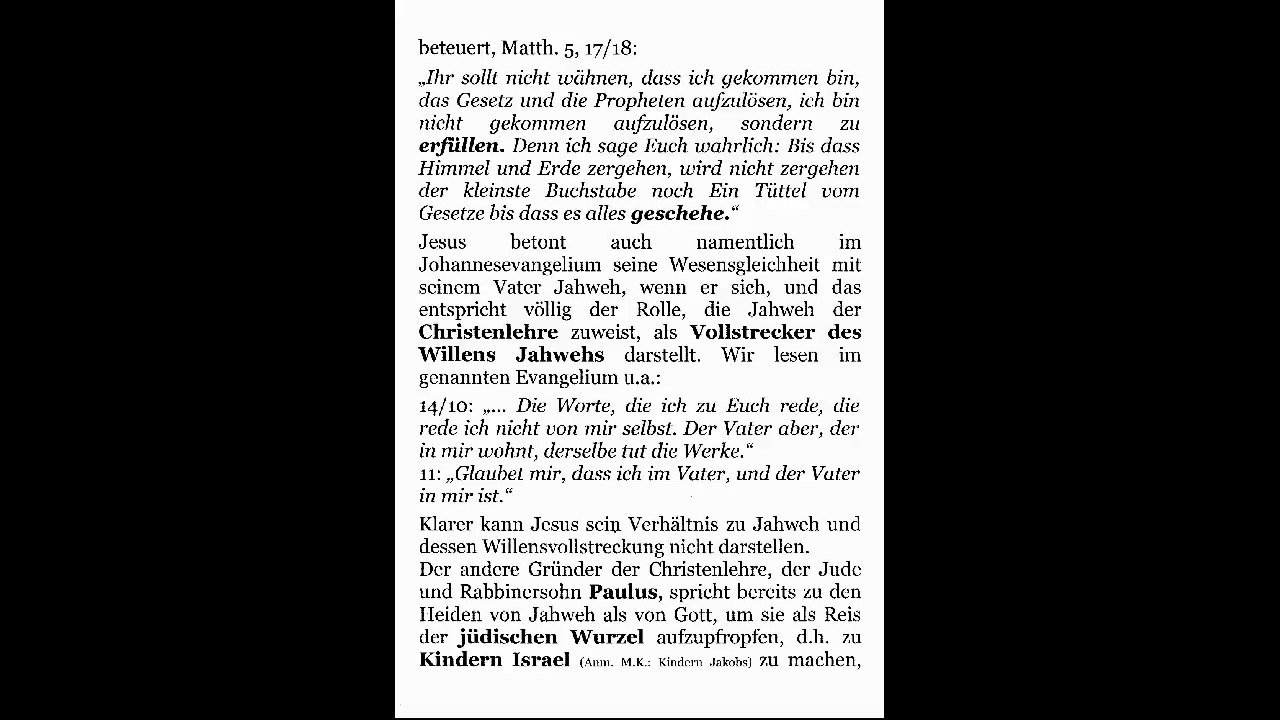 beteuert, Matth. 5, 17/18:
„Ihr sollt nicht wähnen, dass ich gekommen bin,
das Gesetz und die Propheten aufzulösen, ich bin
nicht gekommen aufzulösen, sondern zu
erfüllen. Denn ich sage Euch wahrlich: Bis dass
Himmel und Erde zergehen, wird nicht zergehen
der kleinste Buchstabe noch Ein Tüttel vom
Gesetze bis dass es alles geschehe.“
Jesus betont auch namentlich im
Johannesevangelium seine Wesensgleichheit mit
seinem Vater Jahweh, wenn er sich, und das
entspricht völlig der Rolle, die Jahweh der
Christenlehre zuweist, als Vollstrecker des
Willens Jahwehs darstellt. Wir lesen im
genannten Evangelium u.a.:
14/10: „... Die Worte, die ich zu Euch rede, die
rede ich nicht von mir selbst. Der Vater aber, der
in mir wohnt, derselbe tut die Werke.“
11: „Glaubet mir, dass ich im Vater, und der Vater
in mir ist.“
Klarer kann Jesus sein Verhältnis zu Jahweh und
dessen Willensvollstreckung nicht darstellen.
Der andere Gründer der Christenlehre, der Jude
und Rabbinersohn Paulus, spricht bereits zu den
Heiden von Jahweh als von Gott, um sie als Reis
der jüdischen Wurzel aufzupfropfen, d.h. zu
Kindern Israel (Anm. M.K.: Kindern Jakobs) zu machen,